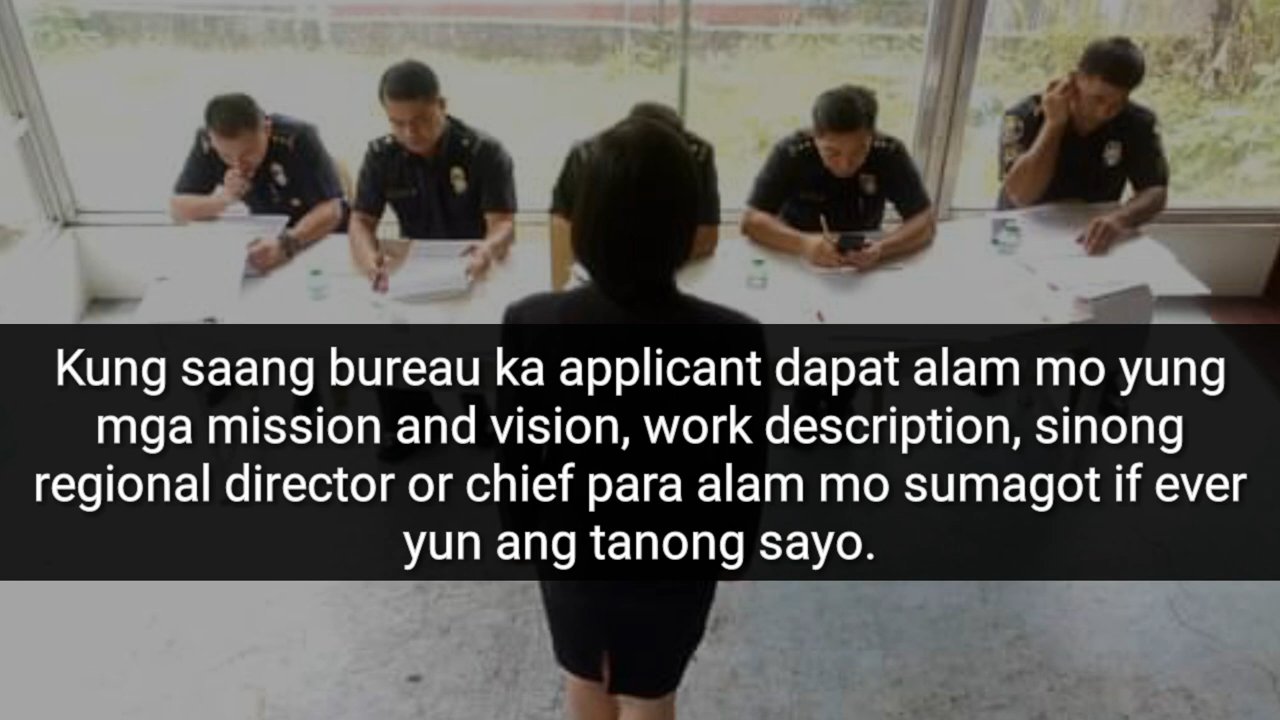 Kung saang bureau ka applicant dapat alam mo yung
mga mission and vision, work description, sinong
regional director or chief para alam mo sumagot if ever
yun ang tanong sayo.